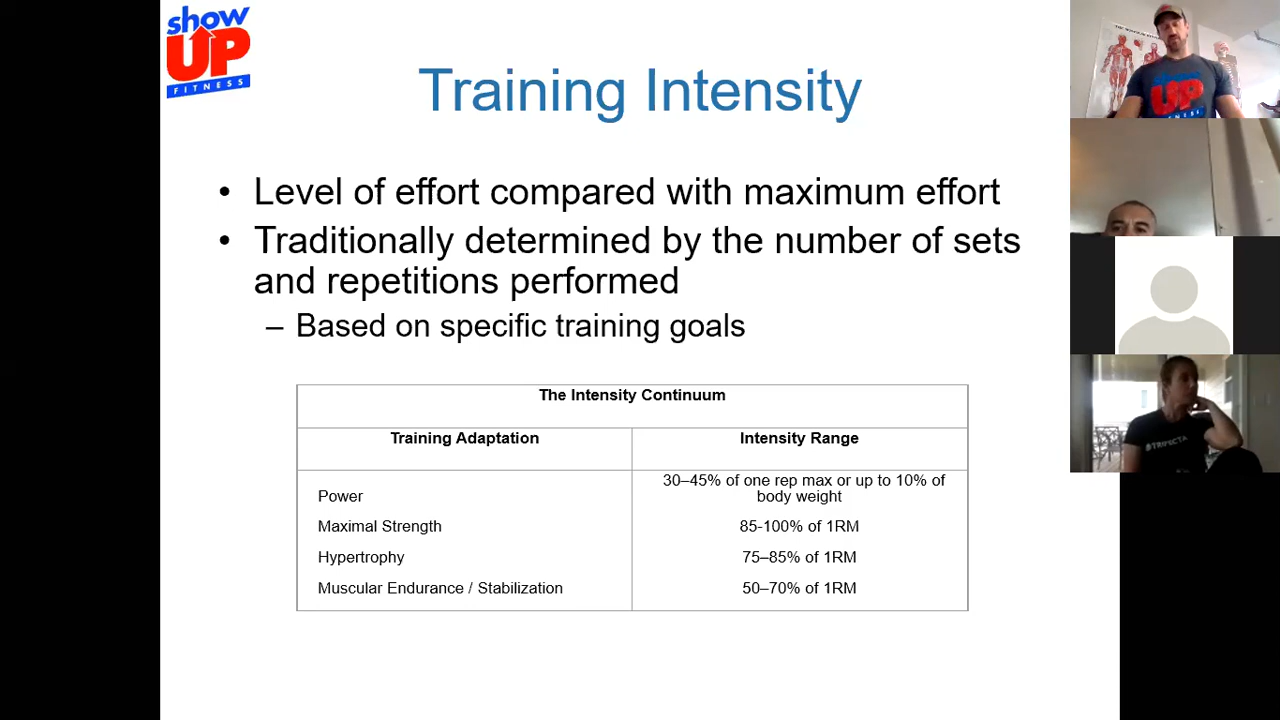 show
UP
FITNESS
Training Intensity
• Level of effort compared with maximum effort
• Traditionally determined by the number of sets
and repetitions performed
– Based on specific training goals
The Intensity Continuum
Training Adaptation
Intensity Range
Power
30–45% of one rep max or up to 10% of
body weight
Maximal Strength
85-100% of 1RM
Hypertrophy
75–85% of 1RM
Muscular Endurance / Stabilization
50–70% of 1RM
UP
FITNESS
TRIFECTA